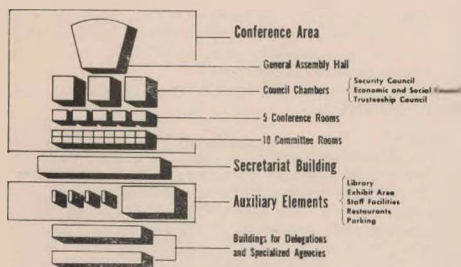 Conference Area
General Assembly Hall
Council Chambers
Security Council
Economic and Social
Trusteeship Council
5 Conference Rooms
10 Committee Rooms
Secretariat Building
Auxiliary Elements
Library
Exhibit Area
Staff Facilities
Restaurants
Parking
Buildings for Delegations
and Specialized Agencies